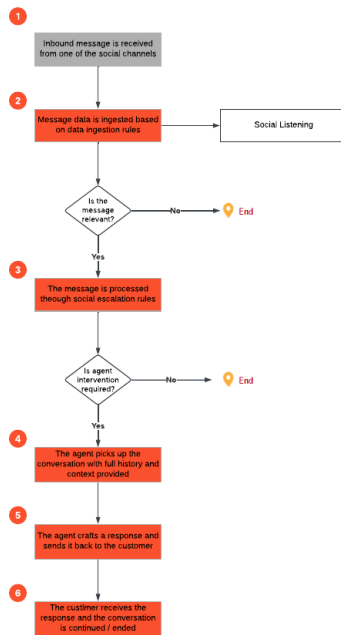 1
Inbound message is received
from one of the social channels
2
Message data is ingested based
on data ingestion rules
Social Listening
Is the
message
relevant?
No
End
Yes
3
The message is processed
theough social escalation rules
Is agent
intervention
required?
No
End
Yes
4
The agent picks up the
conversation with full history and
context provided
5
The agent crafts a response and
sends it back to the customer
6
The custlmer receives the
response and the conversation
is continued / ended